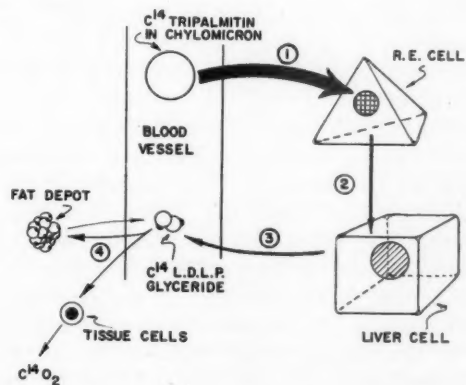 C¹⁴ TRIPALMITIN
IN CHYLOMICRON
①
R.E. CELL
BLOOD
VESSEL
②
FAT DEPOT
③
④
C¹⁴ L.D.L.P.
GLYCERIDE
TISSUE CELLS
LIVER CELL
C¹⁴O₂